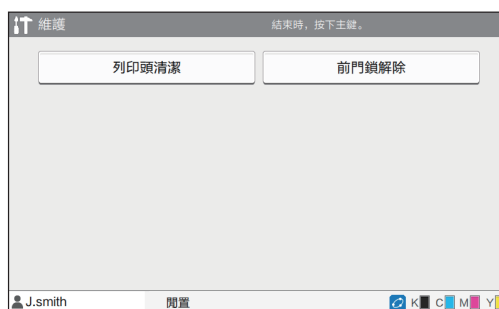 維護
結束時，按下主鍵。
列印頭清潔
前門鎖解除
J.smith
閒置
K C M Y